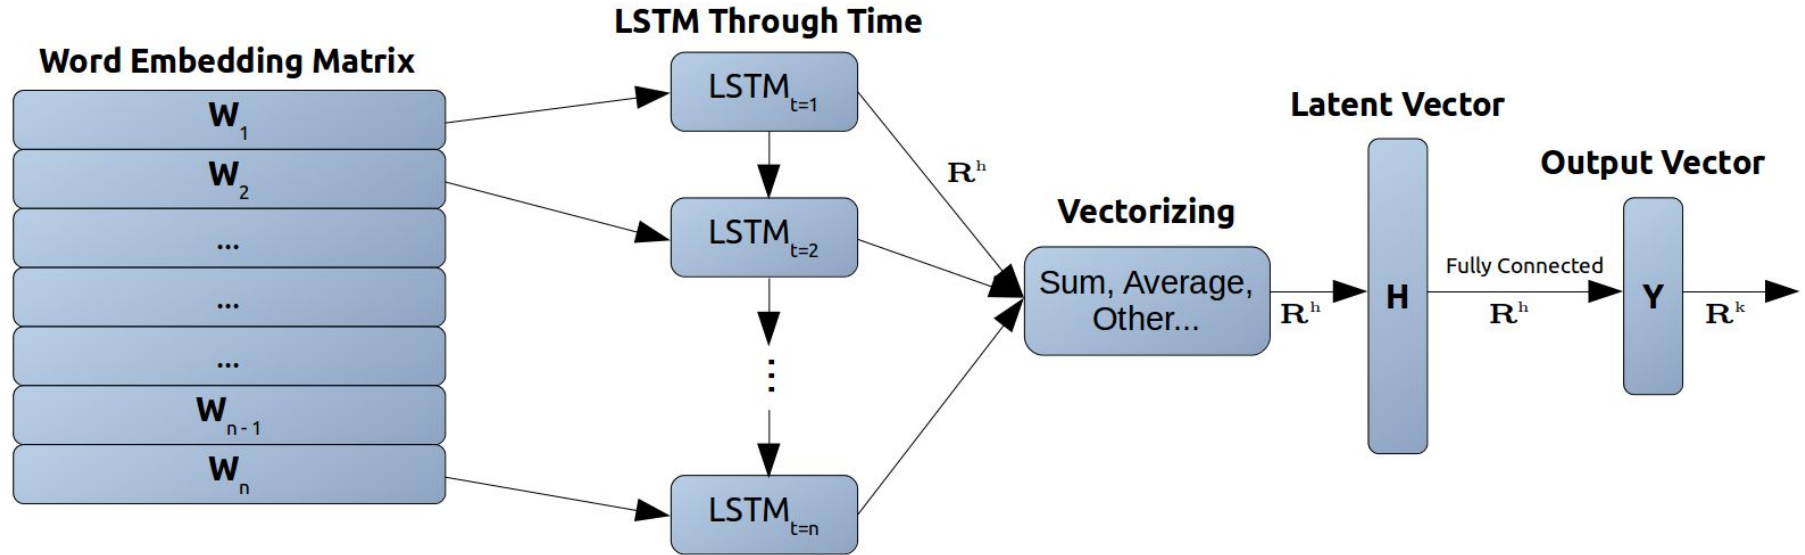 LSTM Through Time
Word Embedding Matrix
W1
W2
...
...
...
Wn - 1
Wn
LSTMt=1
LSTMt=2
...
LSTMt=n
Rh
Vectorizing
Sum, Average,
Other...
Rh
Latent Vector
H
Fully Connected
Rh
Output Vector
Y
Rk